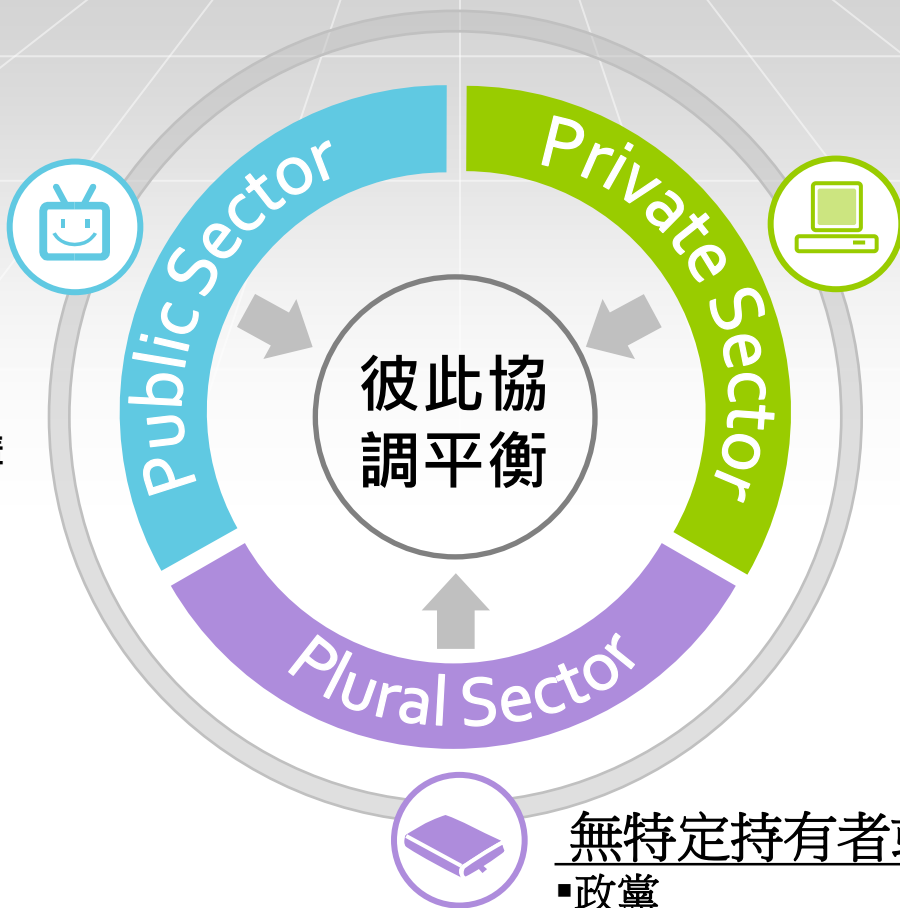 Public Sector
Private Sector
彼此協
調平衡
Plural Sector
無特定持有者
▪政黨